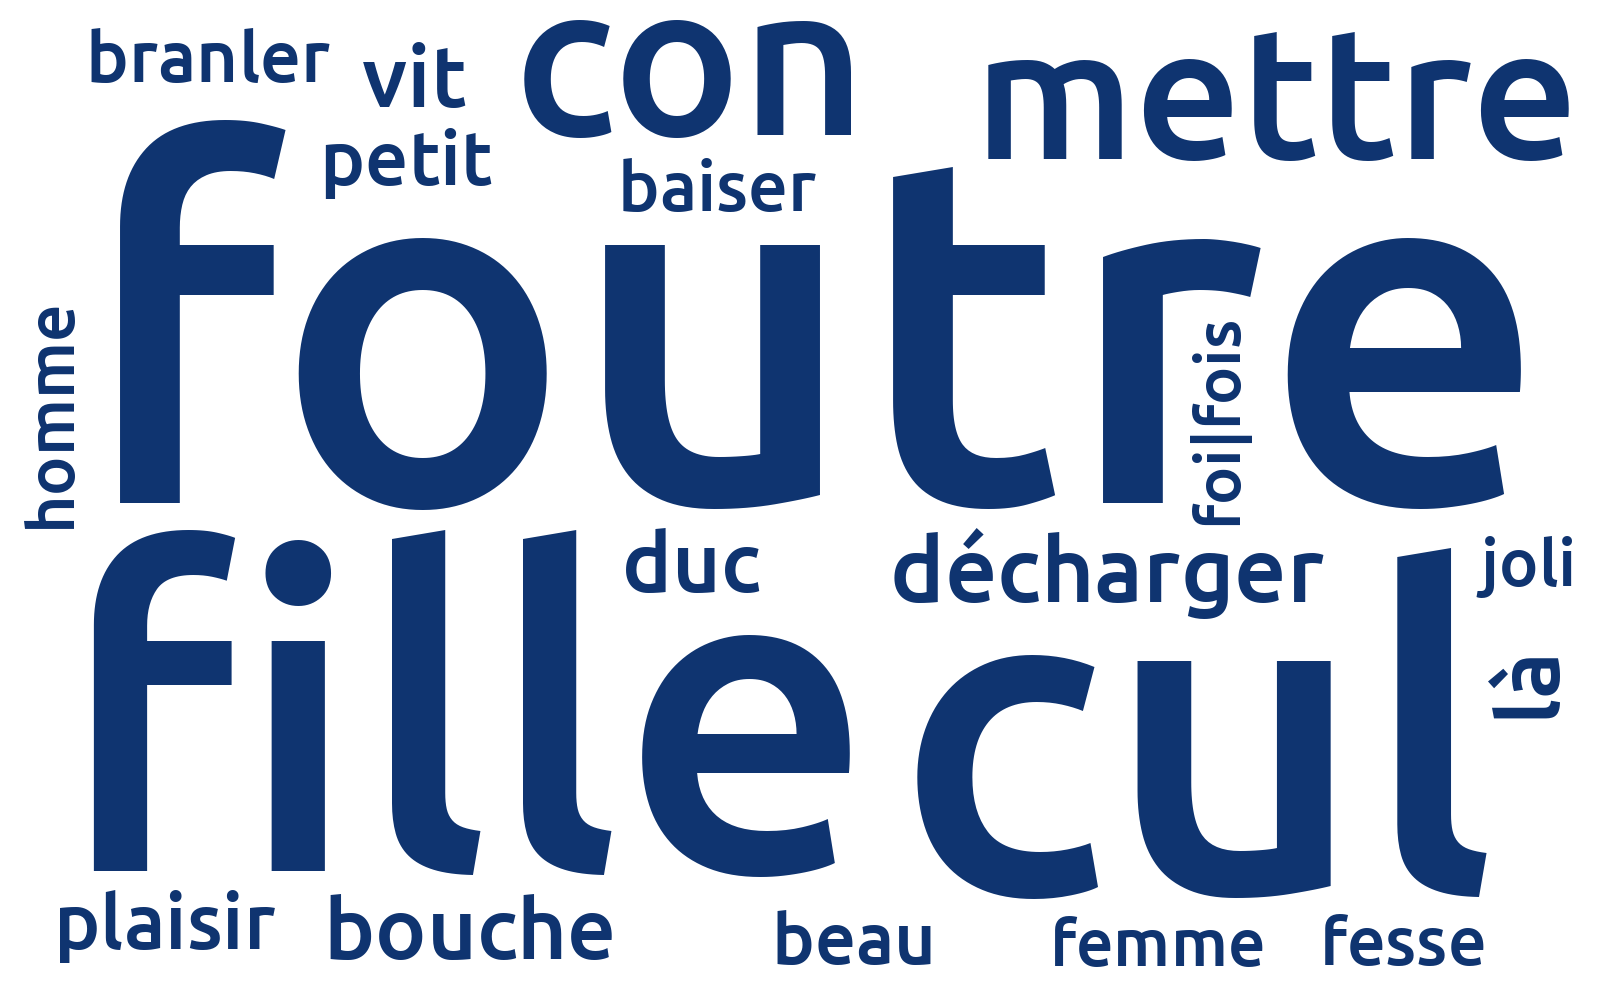 branler
vit
con
mettre
petit
baiser
foutre
homme
foi|fois
fille
duc
décharger
joli
cul
là
plaisir
bouche
beau
femme
fesse